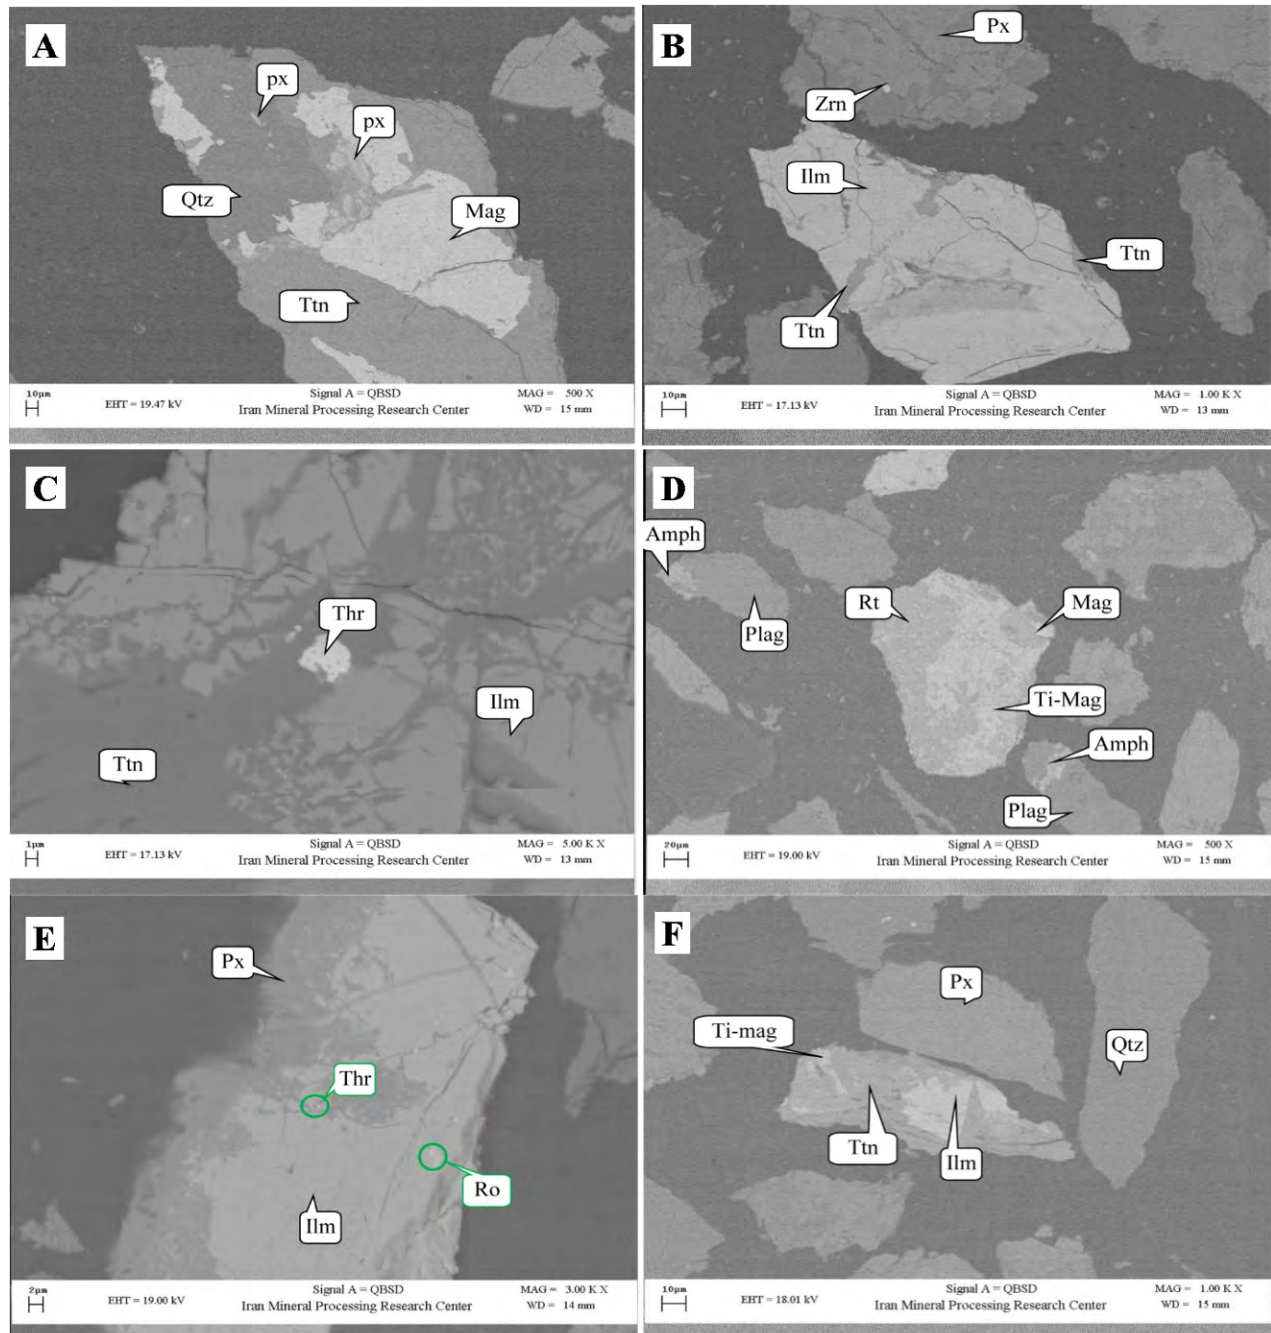 A
px
px
Qtz
Mag
Ttn
10µm
EHT = 19.47 kV
Signal A = QBSD
Iran Mineral Processing Research Center
MAG = 500 X
WD = 15 mm
B
Px
Zrn
Ilm
Ttn
Ttn
10µm
EHT = 17.13 kV
Signal A = QBSD
Iran Mineral Processing Research Center
MAG = 1.00 K X
WD = 13 mm
C
Thr
Ilm
Ttn
1µm
EHT = 17.13 kV
Signal A = QBSD
Iran Mineral Processing Research Center
MAG = 5.00 K X
WD = 13 mm
D
Amph
Rt
Mag
Plag
Ti-Mag
Amph
Plag
20µm
EHT = 19.00 kV
Signal A = QBSD
Iran Mineral Processing Research Center
MAG = 500 X
WD = 15 mm
E
Px
Thr
Ro
Ilm
2µm
EHT = 19.00 kV
Signal A = QBSD
Iran Mineral Processing Research Center
MAG = 3.00 K X
WD = 14 mm
F
Px
Ti-mag
Qtz
Ttn
Ilm
10µm
EHT = 18.01 kV
Signal A = QBSD
Iran Mineral Processing Research Center
MAG = 1.00 K X
WD = 15 mm